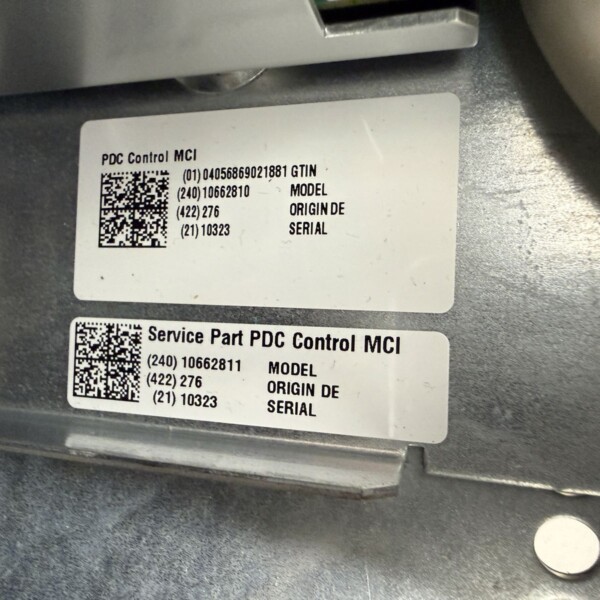 PDC Control MCI
(01) 04056869021881 GTIN
(240) 10662810 MODEL
(422) 276 ORIGIN DE
(21) 10323 SERIAL
Service Part PDC Control MCI
(240) 10662811 MODEL
(422) 276 ORIGIN DE
(21) 10323 SERIAL